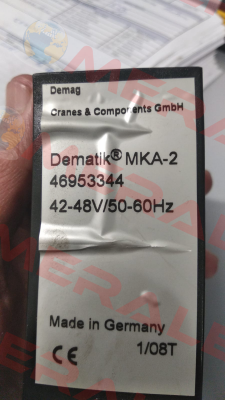 Demag
Cranes & Components GmbH
Dematik® MKA-2
46953344
42-48V/50-60Hz
Made in Germany
CE 1/08T